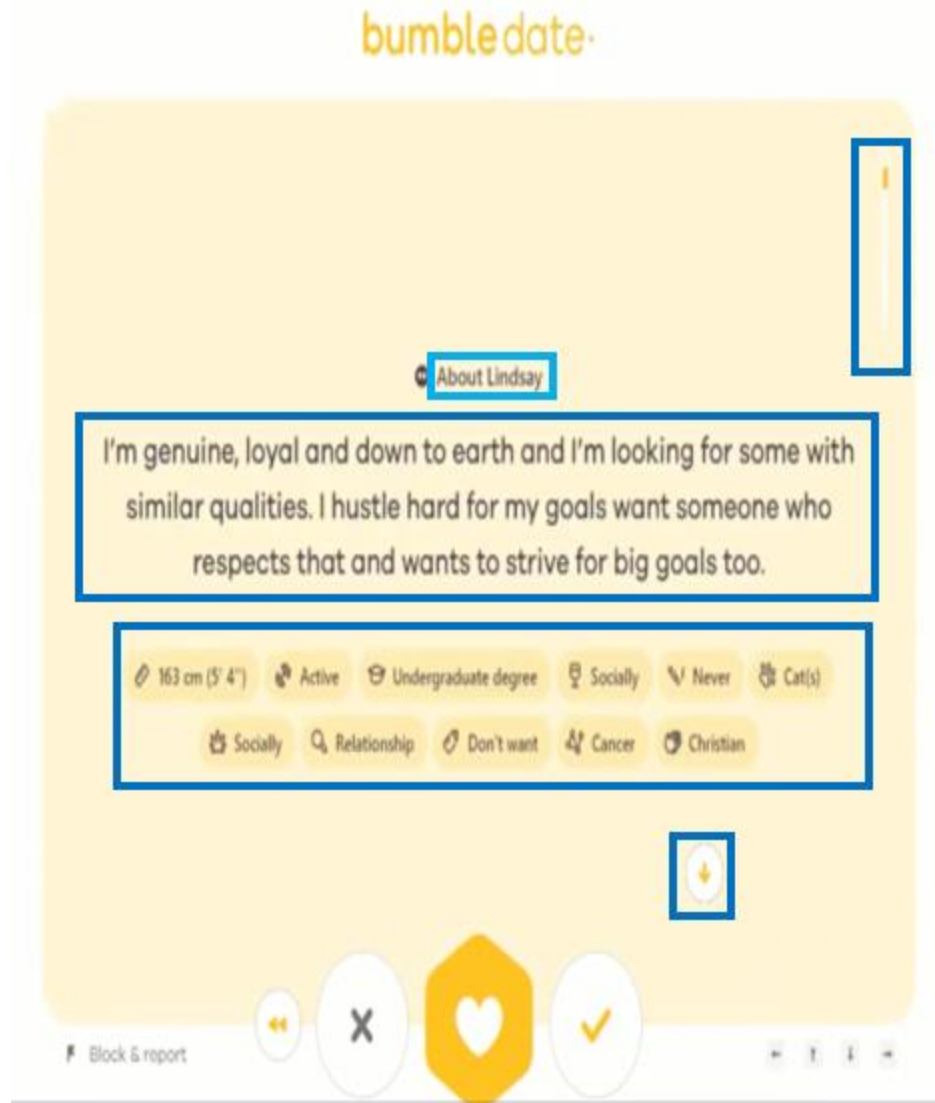 bumble date
About Lindsay
I'm genuine, loyal and down to earth and I'm looking for some with
similar qualities. I hustle hard for my goals want someone who
respects that and wants to strive for big goals too.
163 cm (5' 4") Active Undergraduate degree Socially Never Cat(s)
Socially Relationship Don't want Cancer Christian
Block & report